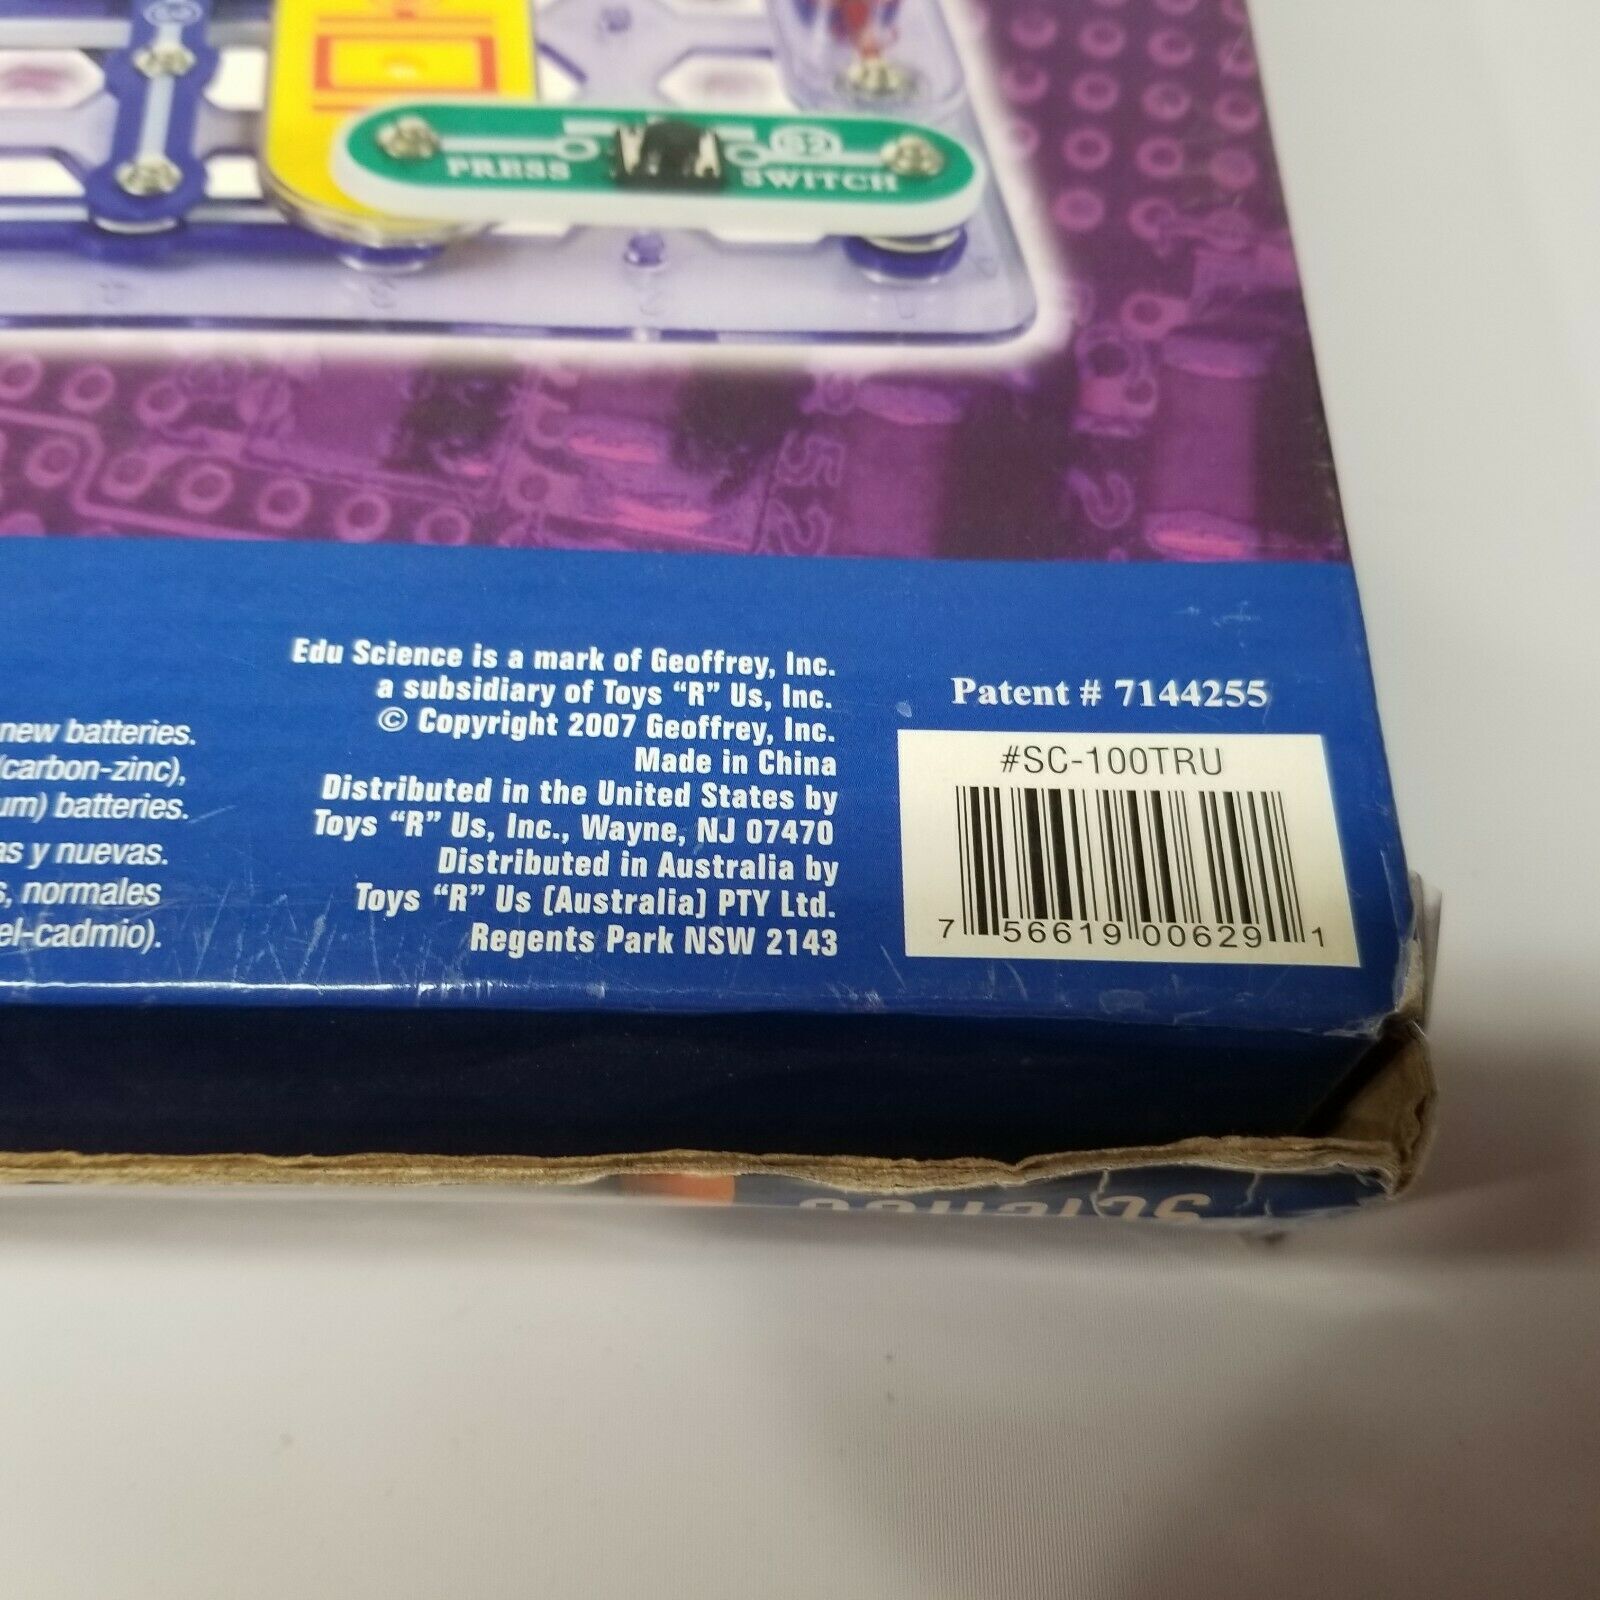 PRESS S2 SWITCH
new batteries.
(carbon-zinc),
um) batteries.
as y nuevas.
s, normales
el-cadmio).
Edu Science is a mark of Geoffrey, Inc.
a subsidiary of Toys “R” Us, Inc.
© Copyright 2007 Geoffrey, Inc.
Made in China
Distributed in the United States by
Toys “R” Us, Inc., Wayne, NJ 07470
Distributed in Australia by
Toys “R” Us (Australia) PTY Ltd.
Regents Park NSW 2143
Patent # 7144255
#SC-100TRU
7 56619 00629 1
Science